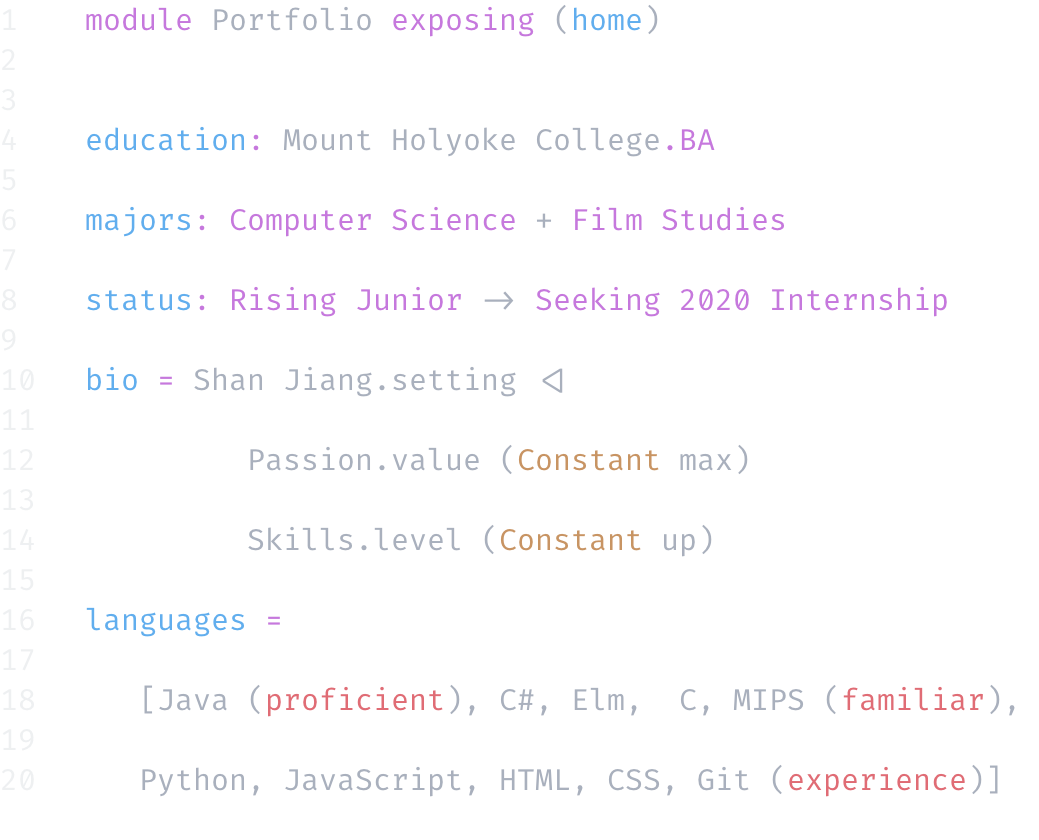 1 module Portfolio exposing (home)
2
3
4 education: Mount Holyoke College.BA
5
6 majors: Computer Science + Film Studies
7
8 status: Rising Junior -> Seeking 2020 Internship
9
10 bio = Shan Jiang.setting <|
11
12 Passion.value (Constant max)
13
14 Skills.level (Constant up)
15
16 languages =
17
18 [Java (proficient), C#, Elm,  C, MIPS (familiar),
19
20 Python, JavaScript, HTML, CSS, Git (experience)]